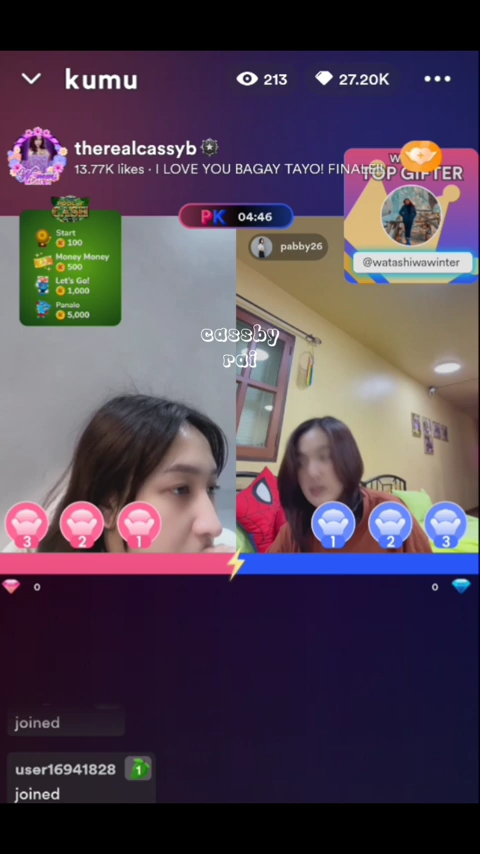 kumu
213
27.20K
therealcassyb
13.77K likes · I LOVE YOU BAGAY TAYO! FINALE!!
TOP GIFTER
@watashiwawinter
PK 04:46
pabby26
Start
100
Money Money
500
Let's Go!
1,000
Panalo
5,000
cassby
rai
3
2
1
1
2
3
0
0
joined
user16941828 1
joined